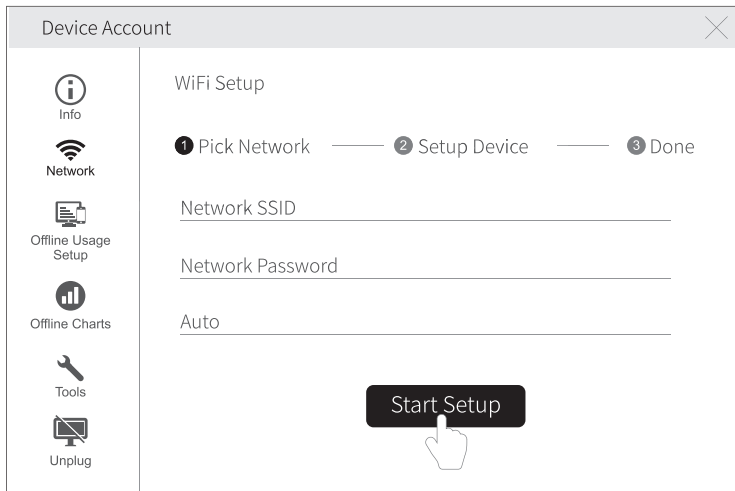 Device Account
Info
Network
Offline Usage
Setup
Offline Charts
Tools
Unplug
WiFi Setup
1 Pick Network 2 Setup Device 3 Done
Network SSID
Network Password
Auto
Start Setup